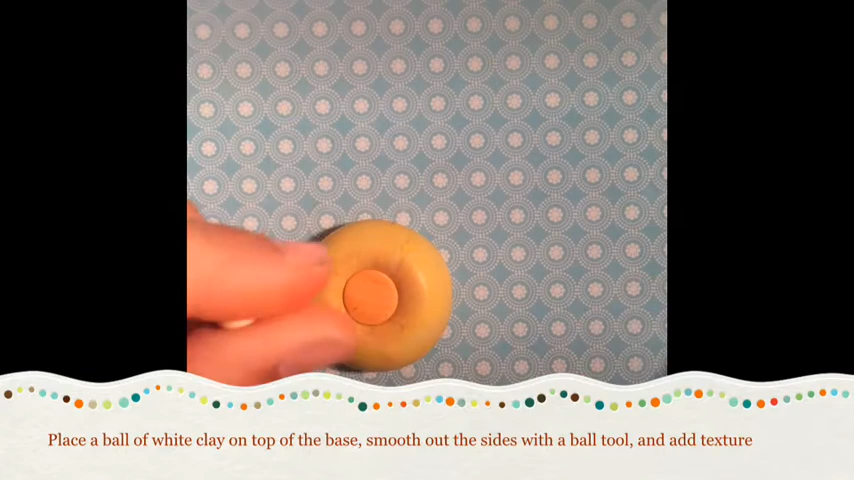 Place a ball of white clay on top of the base, smooth out the sides with a ball tool, and add texture